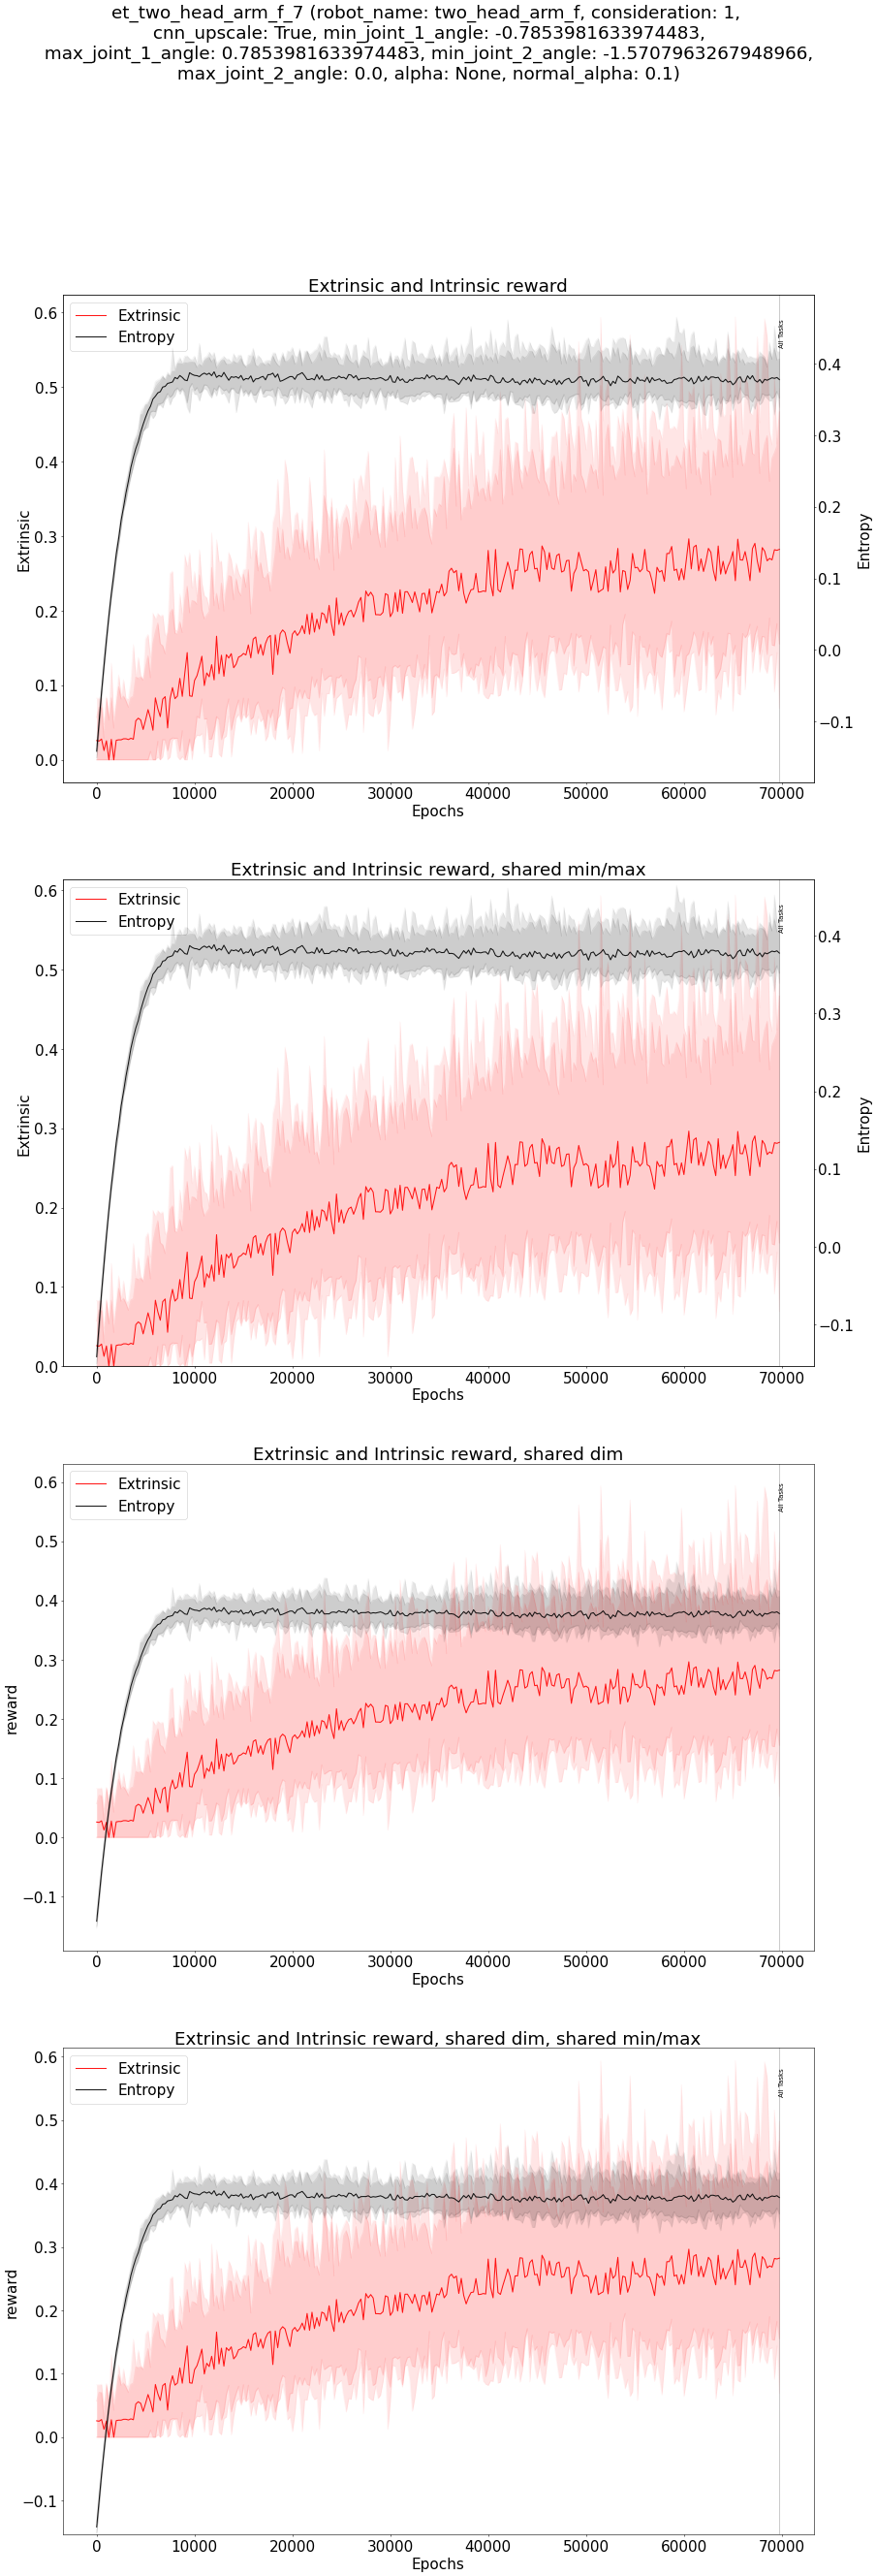 et_two_head_arm_f_7 (robot_name: two_head_arm_f, consideration: 1,
cnn_upscale: True, min_joint_1_angle: -0.7853981633974483,
max_joint_1_angle: 0.7853981633974483, min_joint_2_angle: -1.5707963267948966,
max_joint_2_angle: 0.0, alpha: None, normal_alpha: 0.1)
Extrinsic and Intrinsic reward
Extrinsic
Entropy
All Tasks
0.6
0.5
0.4
0.3
0.2
0.1
0.0
Extrinsic
0.4
0.3
0.2
0.1
0.0
−0.1
Entropy
0 10000 20000 30000 40000 50000 60000 70000
Epochs
Extrinsic and Intrinsic reward, shared min/max
Extrinsic
Entropy
All Tasks
0.6
0.5
0.4
0.3
0.2
0.1
0.0
Extrinsic
0.4
0.3
0.2
0.1
0.0
−0.1
Entropy
0 10000 20000 30000 40000 50000 60000 70000
Epochs
Extrinsic and Intrinsic reward, shared dim
Extrinsic
Entropy
All Tasks
0.6
0.5
0.4
0.3
0.2
0.1
0.0
−0.1
reward
0 10000 20000 30000 40000 50000 60000 70000
Epochs
Extrinsic and Intrinsic reward, shared dim, shared min/max
Extrinsic
Entropy
All Tasks
0.6
0.5
0.4
0.3
0.2
0.1
0.0
−0.1
reward
0 10000 20000 30000 40000 50000 60000 70000
Epochs